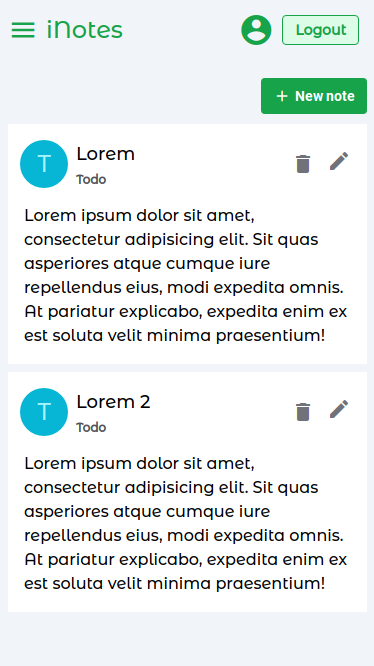 iNotes
Logout
+ New note
T
Lorem
Todo
Lorem ipsum dolor sit amet,
consectetur adipisicing elit. Sit quas
asperiores atque cumque iure
repellendus eius, modi expedita omnis.
At pariatur explicabo, expedita enim ex
est soluta velit minima praesentium!
T
Lorem 2
Todo
Lorem ipsum dolor sit amet,
consectetur adipisicing elit. Sit quas
asperiores atque cumque iure
repellendus eius, modi expedita omnis.
At pariatur explicabo, expedita enim ex
est soluta velit minima praesentium!